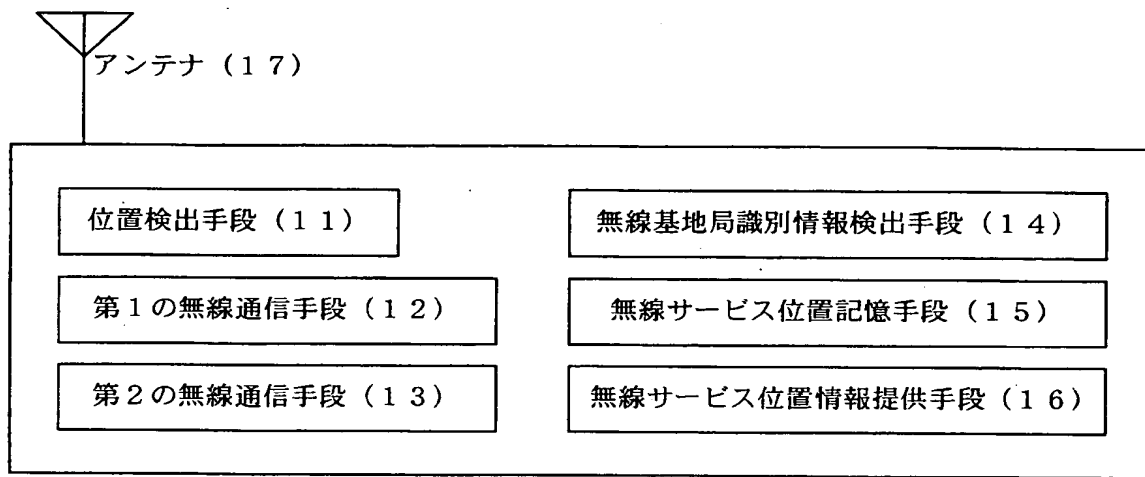 アンテナ（１７）
位置検出手段（１１）
第１の無線通信手段（１２）
第２の無線通信手段（１３）
無線基地局識別情報検出手段（１４）
無線サービス位置記憶手段（１５）
無線サービス位置情報提供手段（１６）